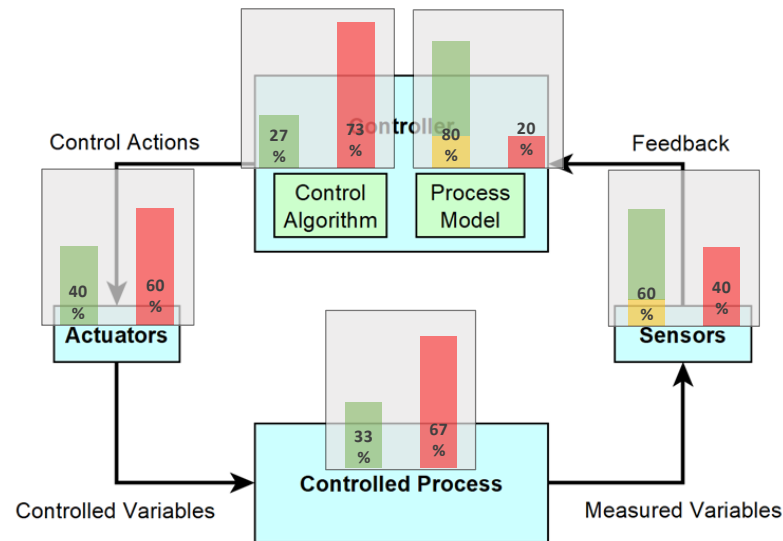 27
%
73
%
80
%
20
%
Controller
Control Actions
Feedback
Control
Algorithm
Process
Model
40
%
60
%
60
%
40
%
Actuators
Sensors
33
%
67
%
Controlled Process
Controlled Variables
Measured Variables